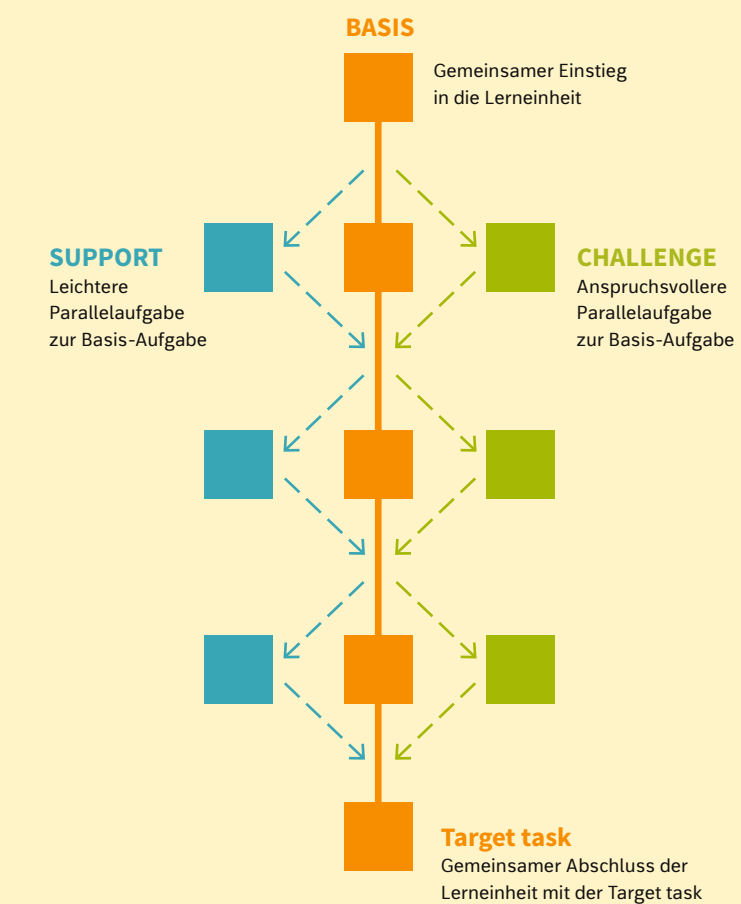 BASIS
Gemeinsamer Einstieg
in die Lerneinheit
SUPPORT
Leichtere
Parallelaufgabe
zur Basis-Aufgabe
CHALLENGE
Anspruchsvollere
Parallelaufgabe
zur Basis-Aufgabe
Target task
Gemeinsamer Abschluss der
Lerneinheit mit der Target task